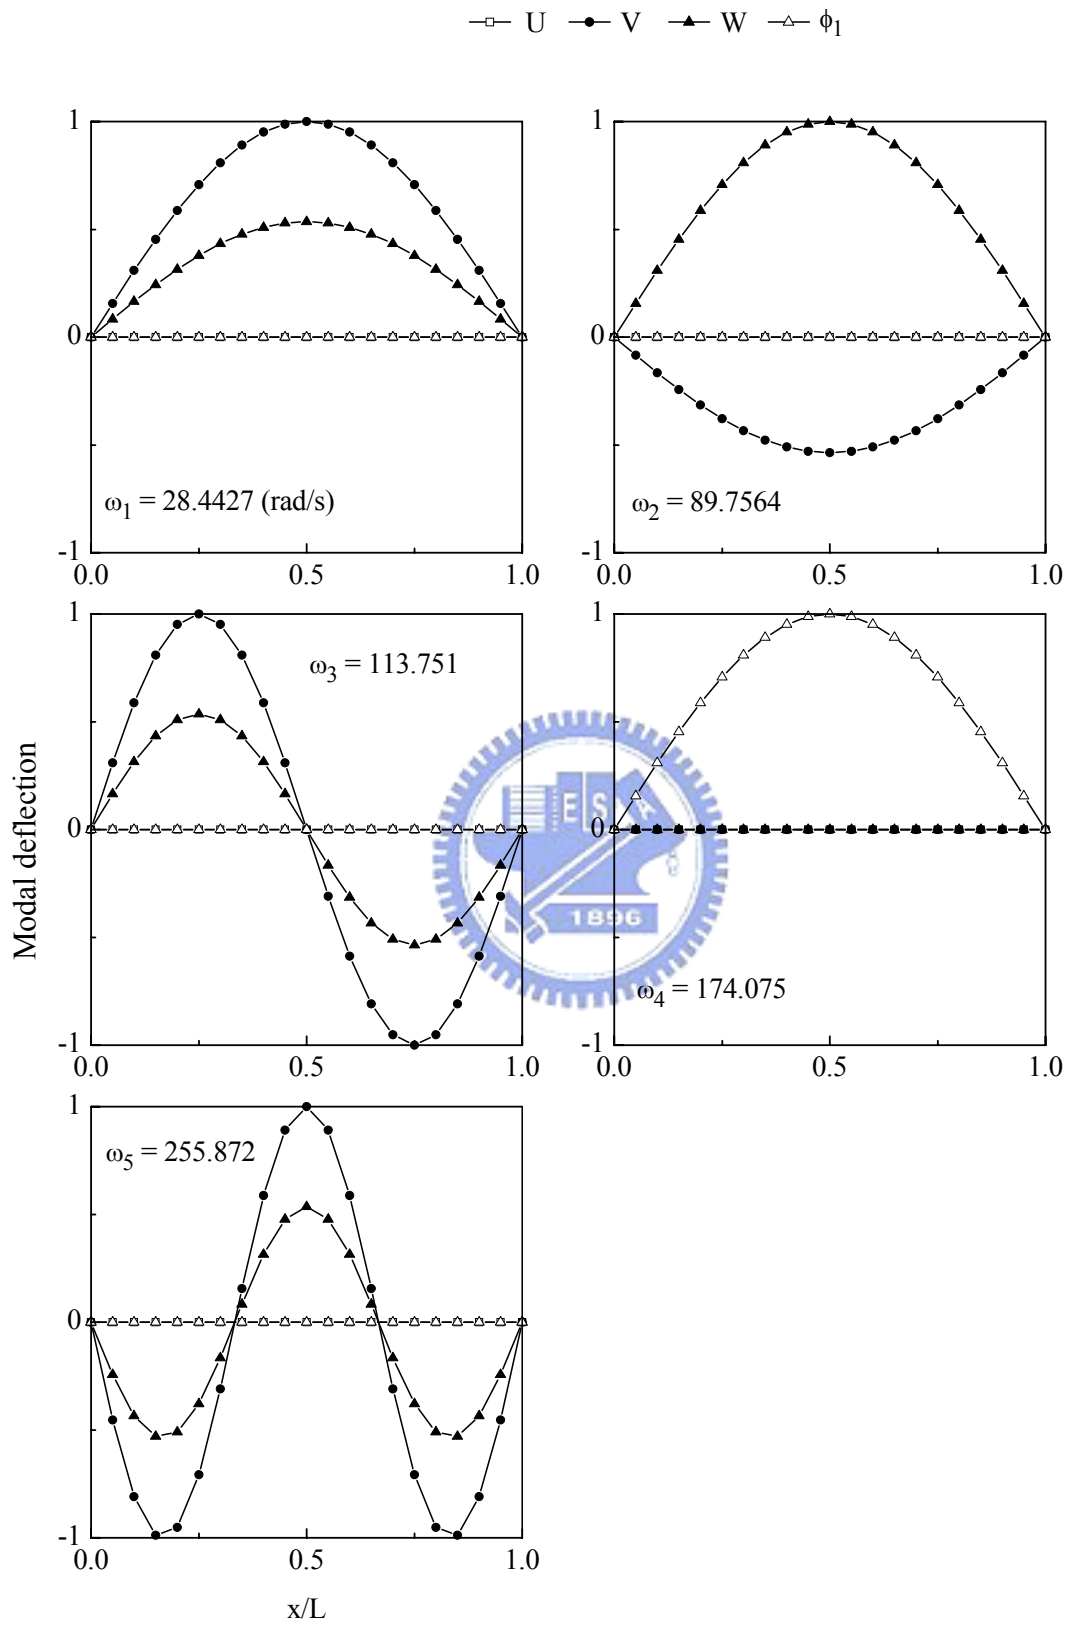 U V W ϕ1
1 0 -1
0.0 0.5 1.0
ω1 = 28.4427 (rad/s)
1 0 -1
0.0 0.5 1.0
ω2 = 89.7564
Modal deflection
1 0 -1
0.0 0.5 1.0
ω3 = 113.751
1 0 -1
0.0 0.5 1.0
ω4 = 174.075
E S A
1896
1 0 -1
0.0 0.5 1.0
ω5 = 255.872
x/L